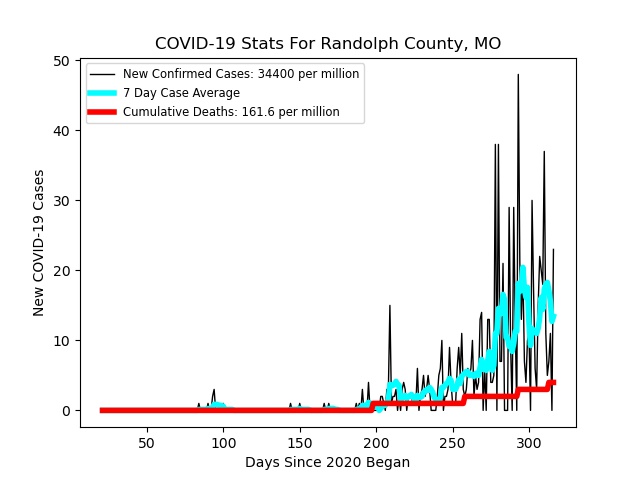 COVID-19 Stats For Randolph County, MO
New Confirmed Cases: 34400 per million
7 Day Case Average
Cumulative Deaths: 161.6 per million
New COVID-19 Cases
50
40
30
20
10
0
50 100 150 200 250 300
Days Since 2020 Began